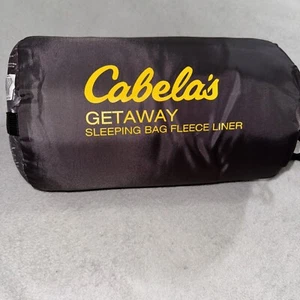 Cabela's
GETAWAY
SLEEPING BAG FLEECE LINER